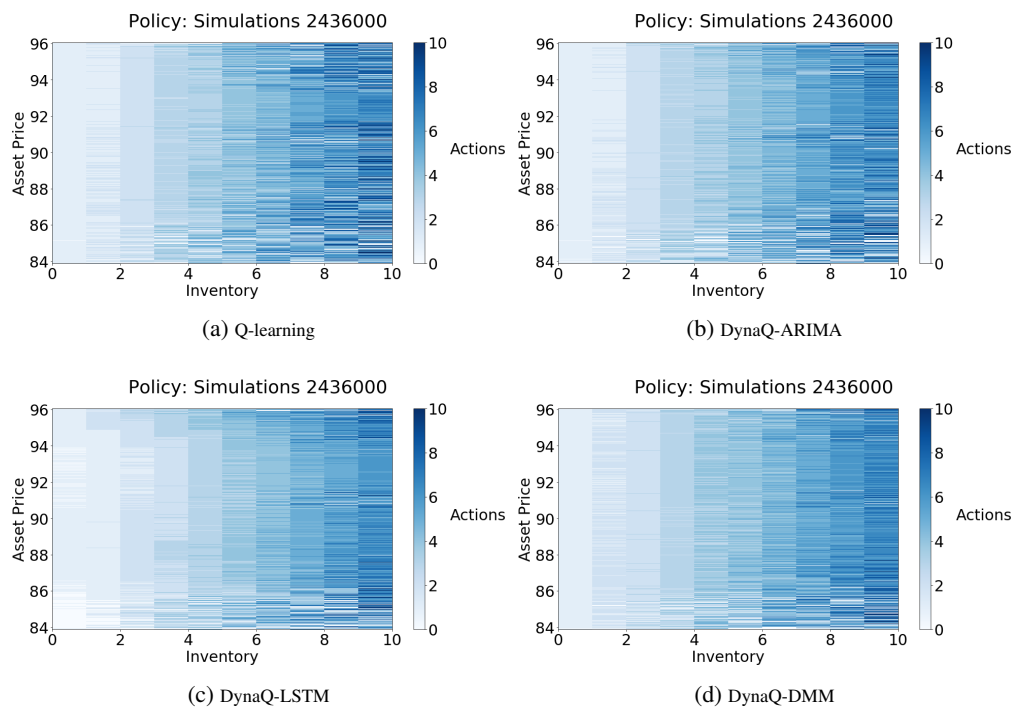 Policy: Simulations 2436000
Policy: Simulations 2436000
96
94
92
90
88
86
84
Asset Price
0 2 4 6 8 10
Inventory
10
8
6
4
2
0
Actions
96
94
92
90
88
86
84
Asset Price
0 2 4 6 8 10
Inventory
10
8
6
4
2
0
Actions
(a) Q-learning
(b) DynaQ-ARIMA
Policy: Simulations 2436000
Policy: Simulations 2436000
96
94
92
90
88
86
84
Asset Price
0 2 4 6 8 10
Inventory
10
8
6
4
2
0
Actions
96
94
92
90
88
86
84
Asset Price
0 2 4 6 8 10
Inventory
10
8
6
4
2
0
Actions
(c) DynaQ-LSTM
(d) DynaQ-DMM